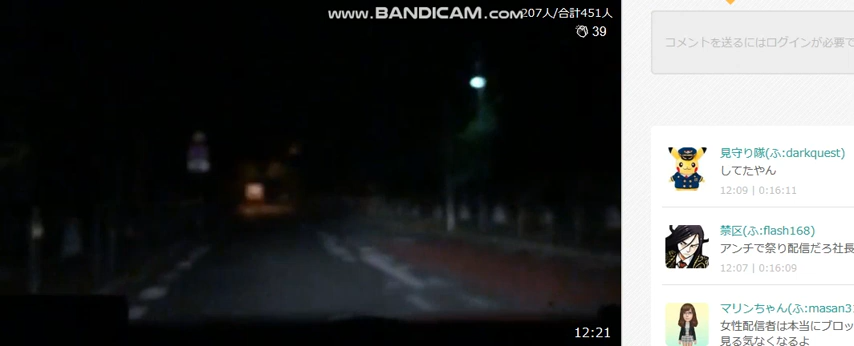 www.BANDICAM.com
207人/合計451人
39
12:21
コメントを送るにはログインが必要で
見守り隊(ふ:darkquest)
してたやん
12:09 | 0:16:11
禁区(ふ:flash168)
アンチで祭り配信だろ社長
12:07 | 0:16:09
マリンちゃん(ふ:masan31
女性配信者は本当にブロッ
見る気なくなるよ